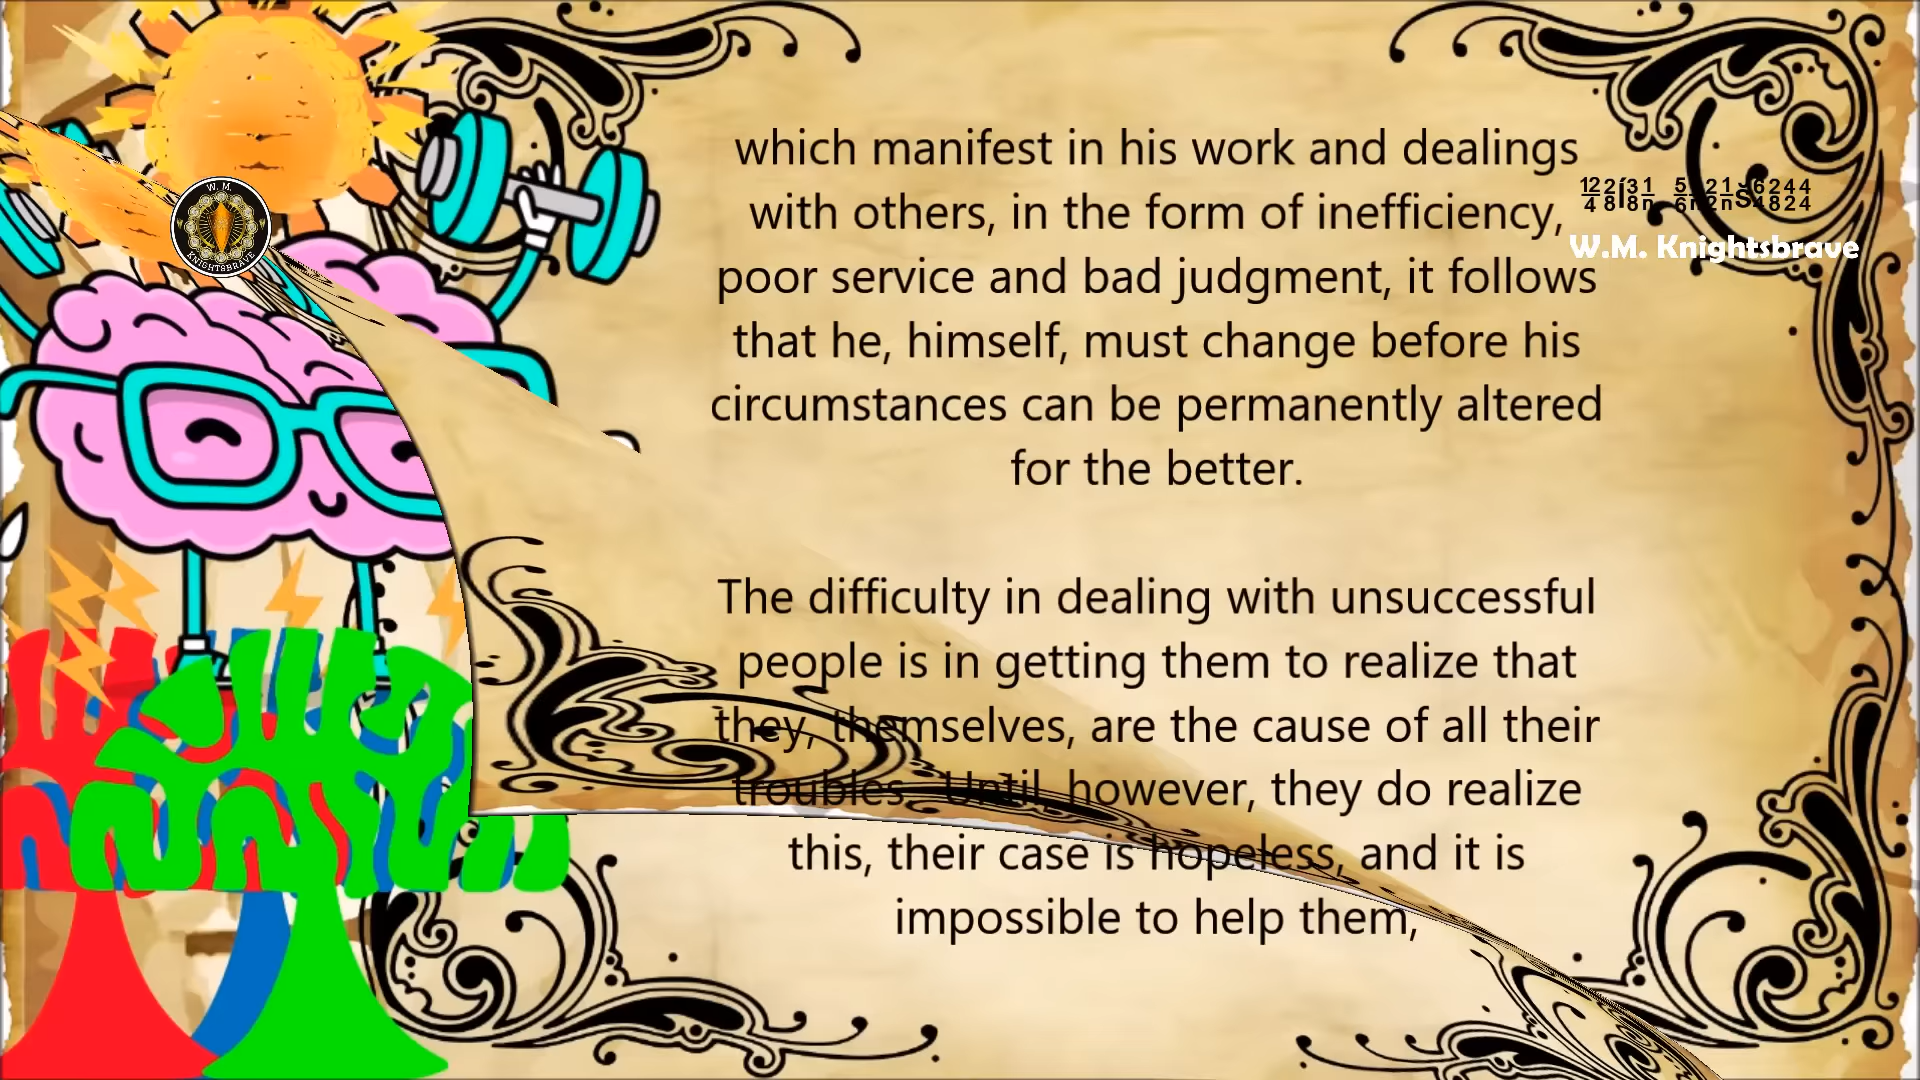 which manifest in his work and dealings
with others, in the form of inefficiency,
poor service and bad judgment, it follows
that he, himself, must change before his
circumstances can be permanently altered
for the better.
The difficulty in dealing with unsuccessful
people is in getting them to realize that
they, themselves, are the cause of all their
troubles. Until, however, they do realize
this, their case is hopeless, and it is
impossible to help them,
W.M. Knightsbrave
W. M.
KNIGHTSBRAVE